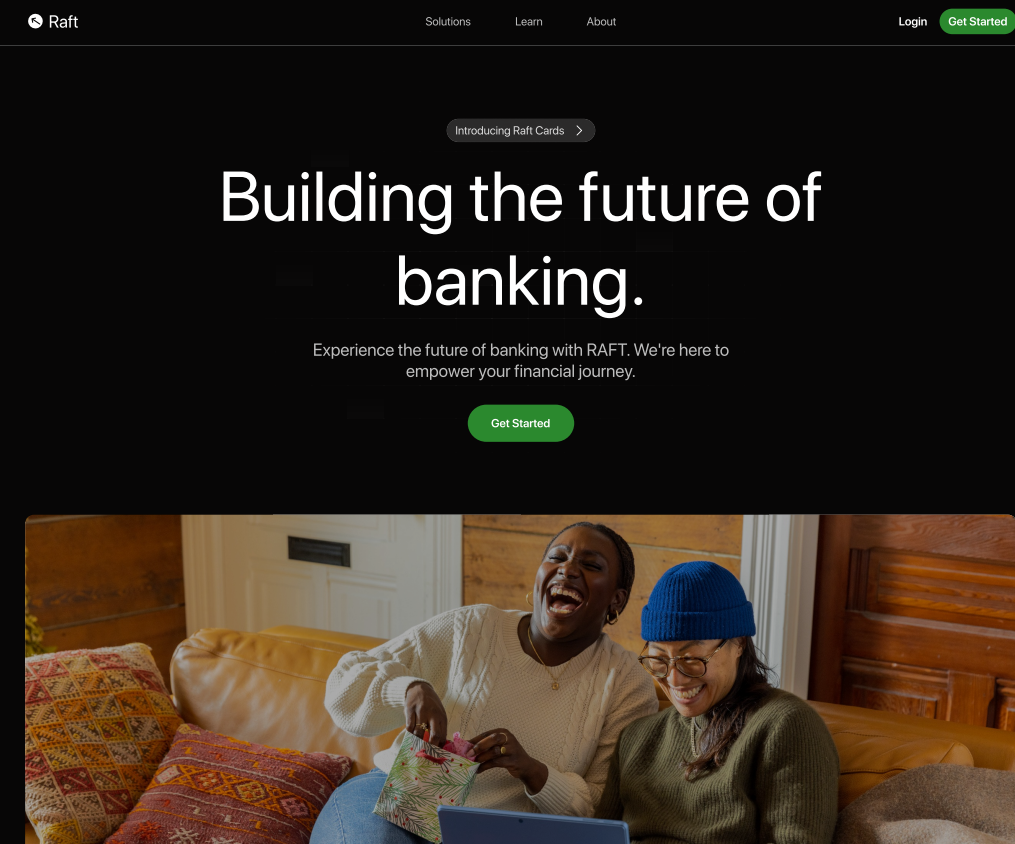 Raft
Solutions
Learn
About
Login
Get Started
Introducing Raft Cards
Building the future of
banking.
Experience the future of banking with RAFT. We're here to
empower your financial journey.
Get Started